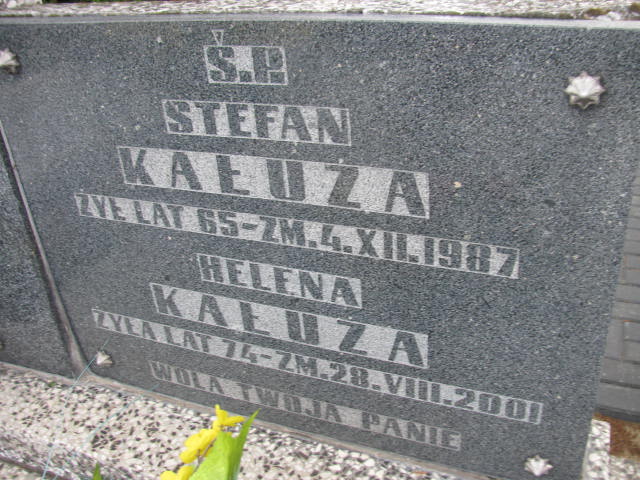 Ś.P.
STEFAN
KAŁUZA
ŻYŁ LAT 65-ZM.4.XII.1987
HELENA
KAŁUZA
ŻYŁA LAT 74-ZM.28.VIII.2001
WOLA TWOJA PANIE